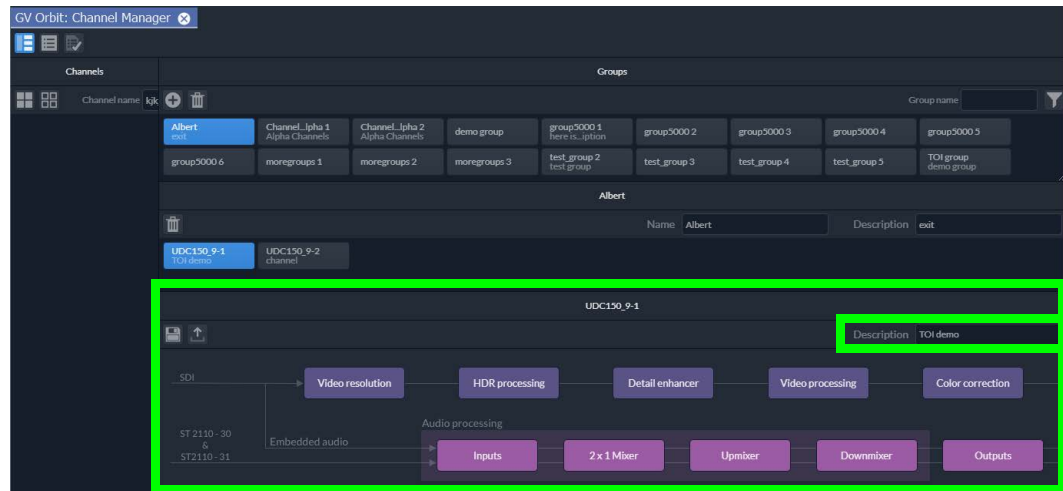 GV Orbit: Channel Manager
Channels
Groups
Channel name kjk
Group name
Albert
exit
Channel...lpha 1
Alpha Channels
Channel...lpha 2
Alpha Channels
demo group
group5000 1
here is...iption
group5000 2
group5000 3
group5000 4
group5000 5
group5000 6
moregroups 1
moregroups 2
moregroups 3
test_group 2
test group
test_group 3
test_group 4
test_group 5
TOI group
demo group
Albert
Name Albert
Description exit
UDC150_9-1
TOI demo
UDC150_9-2
channel
UDC150_9-1
Description TOI demo
SDI
Video resolution
HDR processing
Detail enhancer
Video processing
Color correction
Audio processing
ST 2110 - 30
&
ST2110 - 31
Embedded audio
Inputs
2 x 1 Mixer
Upmixer
Downmixer
Outputs